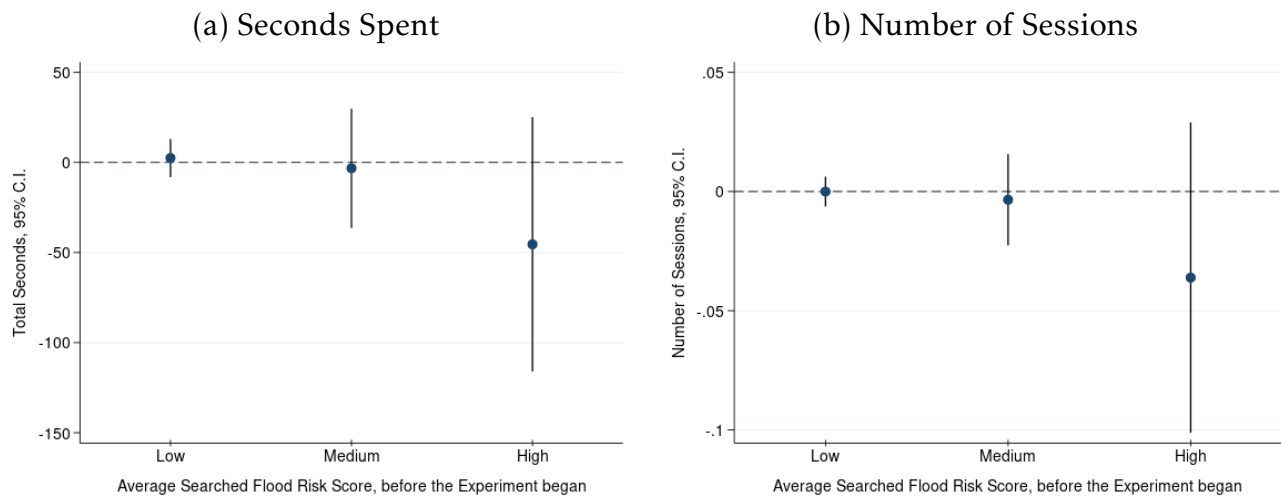 (a) Seconds Spent
Total Seconds, 95% C.I.
50
0
-50
-100
-150
Low Medium High
Average Searched Flood Risk Score, before the Experiment began
(b) Number of Sessions
Number of Sessions, 95% C.I.
.05
0
-.05
-.1
Low Medium High
Average Searched Flood Risk Score, before the Experiment began